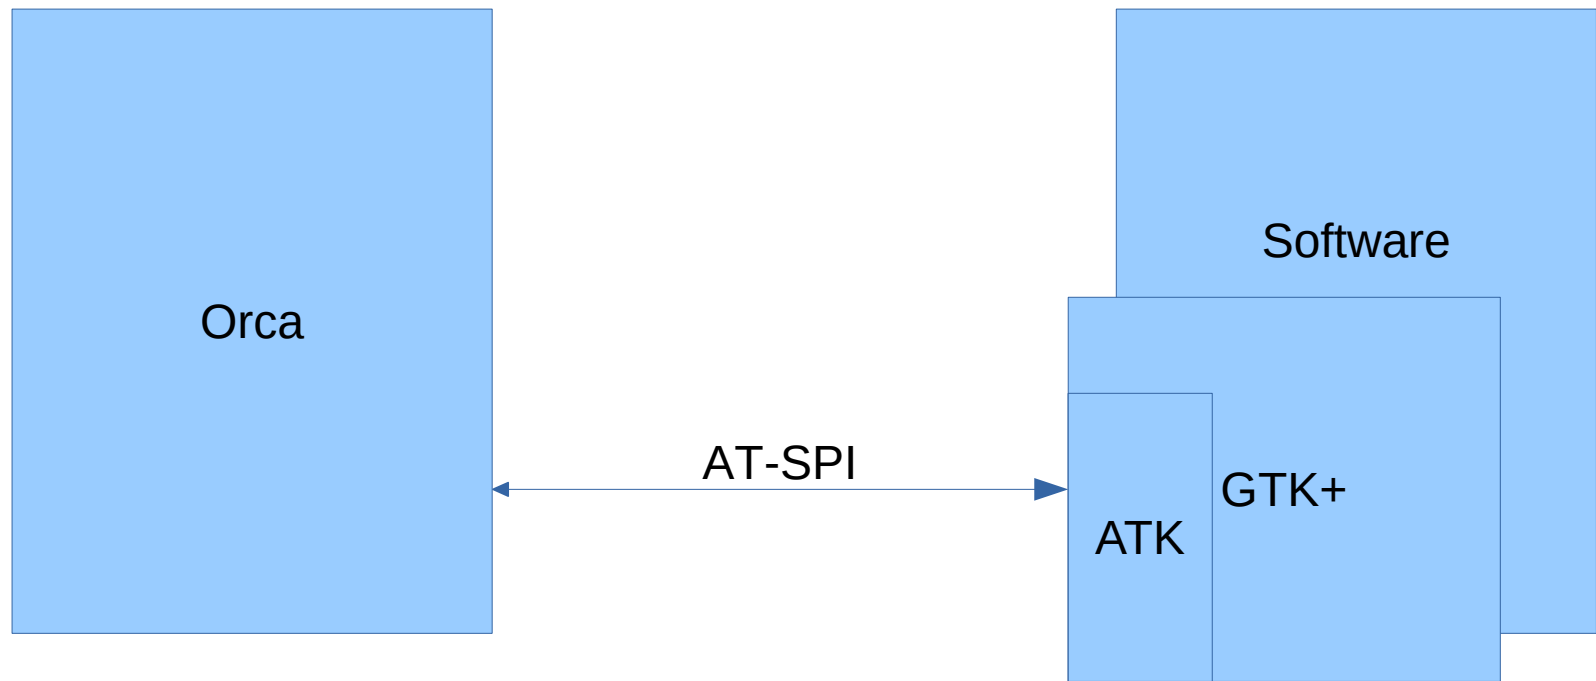 Software
Orca
AT-SPI
GTK+
ATK